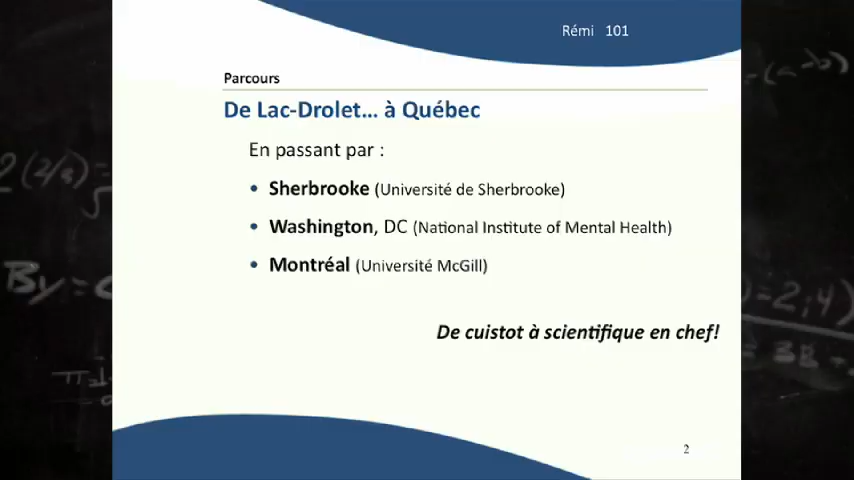 Rémi 101
Parcours
De Lac-Drolet... à Québec
En passant par :
• Sherbrooke (Université de Sherbrooke)
• Washington, DC (National Institute of Mental Health)
• Montréal (Université McGill)
De cuistot à scientifique en chef!
2